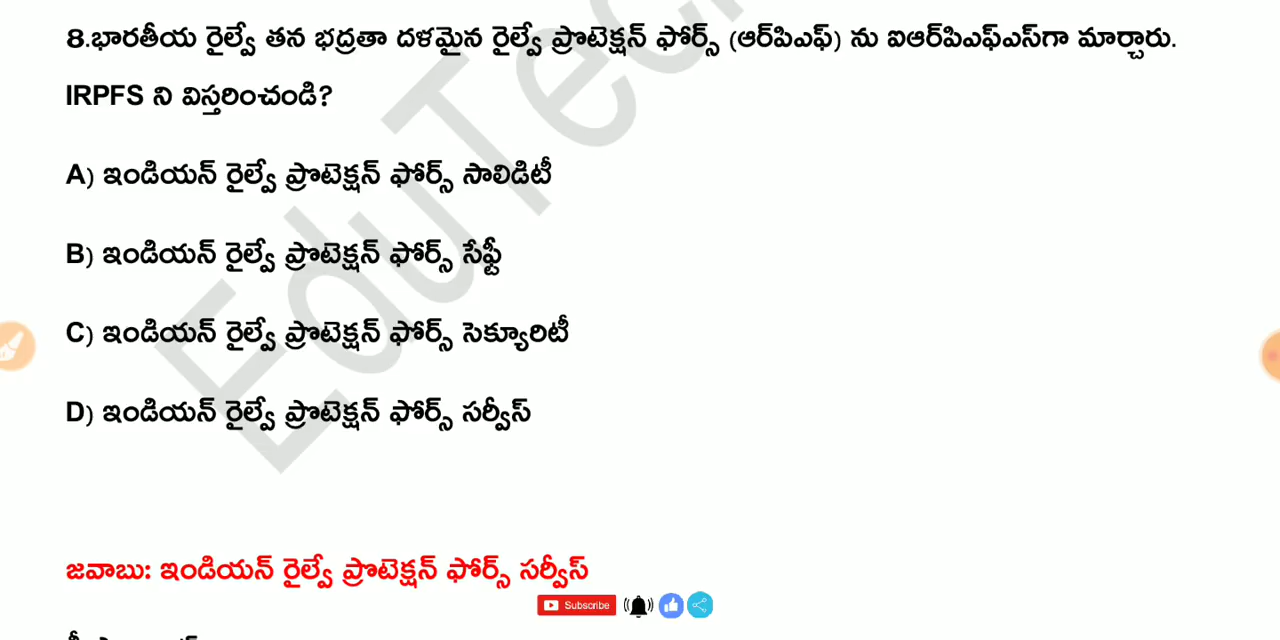 8.భారతీయ రైల్వే తన భద్రతా దళమైన రైల్వే ప్రొటెక్షన్ ఫోర్స్ (ఆర్‌పిఎఫ్) ను ఐఆర్‌పిఎఫ్‌ఎస్‌గా మార్చారు.
IRPFS ని విస్తరించండి?
A) ఇండియన్ రైల్వే ప్రొటెక్షన్ ఫోర్స్ సాలిడిటీ
B) ఇండియన్ రైల్వే ప్రొటెక్షన్ ఫోర్స్ సేఫ్టీ
C) ఇండియన్ రైల్వే ప్రొటెక్షన్ ఫోర్స్ సెక్యూరిటీ
D) ఇండియన్ రైల్వే ప్రొటెక్షన్ ఫోర్స్ సర్వీస్
జవాబు: ఇండియన్ రైల్వే ప్రొటెక్షన్ ఫోర్స్ సర్వీస్
Subscribe